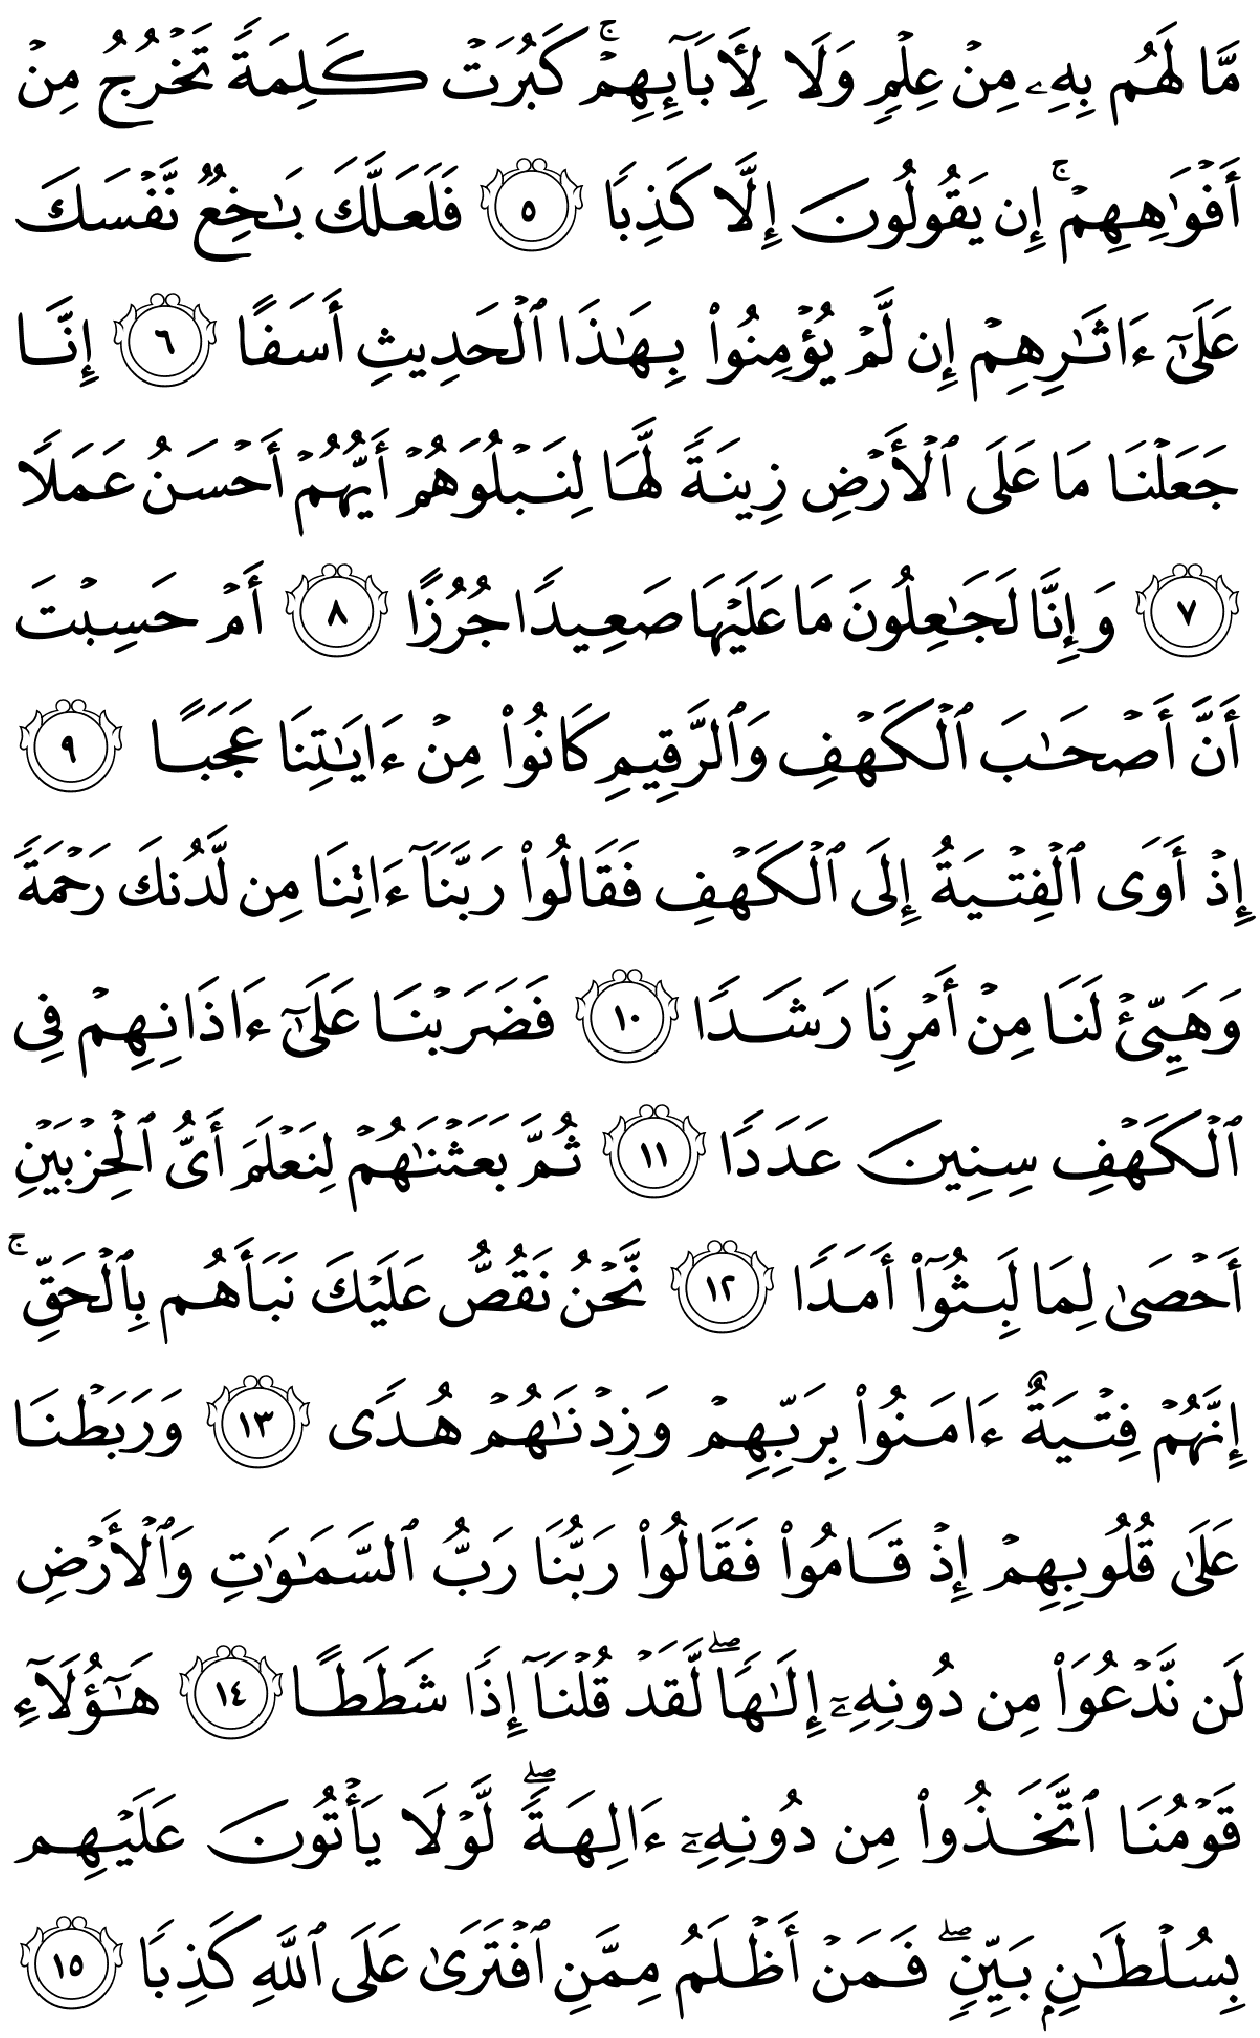 مَّا لَهُم بِهِۦ مِنْ عِلْمٍ وَلَا لِـَٔابَآئِهِمْ ۚ كَبُرَتْ كَلِمَةً تَخْرُجُ مِنْ
أَفْوَٰهِهِمْ ۚ إِن يَقُولُونَ إِلَّا كَذِبًا ٥ فَلَعَلَّكَ بَـٰخِعٌ نَّفْسَكَ
عَلَىٰٓ ءَاثَـٰرِهِمْ إِن لَّمْ يُؤْمِنُوا۟ بِهَـٰذَا ٱلْحَدِيثِ أَسَفًا ٦ إِنَّا
جَعَلْنَا مَا عَلَى ٱلْأَرْضِ زِينَةً لَّهَا لِنَبْلُوَهُمْ أَيُّهُمْ أَحْسَنُ عَمَلًا
٧ وَإِنَّا لَجَـٰعِلُونَ مَا عَلَيْهَا صَعِيدًا جُرُزًا ٨ أَمْ حَسِبْتَ
أَنَّ أَصْحَـٰبَ ٱلْكَهْفِ وَٱلرَّقِيمِ كَانُوا۟ مِنْ ءَايَـٰتِنَا عَجَبًا ٩
إِذْ أَوَى ٱلْفِتْيَةُ إِلَى ٱلْكَهْفِ فَقَالُوا۟ رَبَّنَآ ءَاتِنَا مِن لَّدُنكَ رَحْمَةً
وَهَيِّئْ لَنَا مِنْ أَمْرِنَا رَشَدًا ١٠ فَضَرَبْنَا عَلَىٰٓ ءَاذَانِهِمْ فِى
ٱلْكَهْفِ سِنِينَ عَدَدًا ١١ ثُمَّ بَعَثْنَـٰهُمْ لِنَعْلَمَ أَىُّ ٱلْحِزْبَيْنِ
أَحْصَىٰ لِمَا لَبِثُوٓا۟ أَمَدًا ١٢ نَّحْنُ نَقُصُّ عَلَيْكَ نَبَأَهُم بِٱلْحَقِّ ۚ
إِنَّهُمْ فِتْيَةٌ ءَامَنُوا۟ بِرَبِّهِمْ وَزِدْنَـٰهُمْ هُدًى ١٣ وَرَبَطْنَا
عَلَىٰ قُلُوبِهِمْ إِذْ قَامُوا۟ فَقَالُوا۟ رَبُّنَا رَبُّ ٱلسَّمَـٰوَٰتِ وَٱلْأَرْضِ
لَن نَّدْعُوَا۟ مِن دُونِهِۦٓ إِلَـٰهًا ۖ لَّقَدْ قُلْنَآ إِذًا شَطَطًا ١٤ هَـٰٓؤُلَآءِ
قَوْمُنَا ٱتَّخَذُوا۟ مِن دُونِهِۦٓ ءَالِهَةً ۖ لَّوْلَا يَأْتُونَ عَلَيْهِم
بِسُلْطَـٰنٍۭ بَيِّنٍ ۖ فَمَنْ أَظْلَمُ مِمَّنِ ٱفْتَرَىٰ عَلَى ٱللَّهِ كَذِبًا ١٥